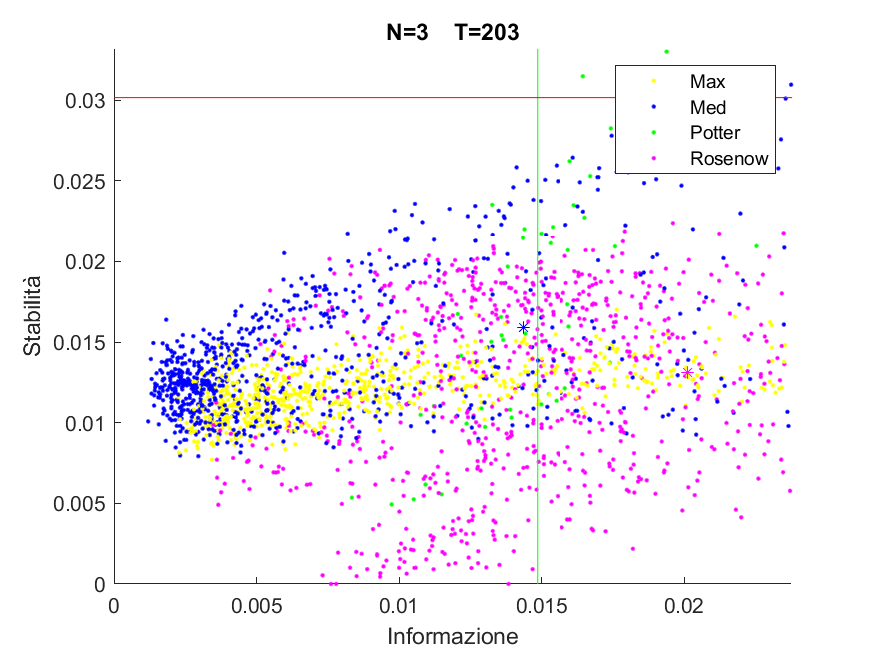 N=3 T=203
Max
Med
Potter
Rosenow
Stabilità
0.03
0.025
0.02
0.015
0.01
0.005
0
0 0.005 0.01 0.015 0.02
Informazione